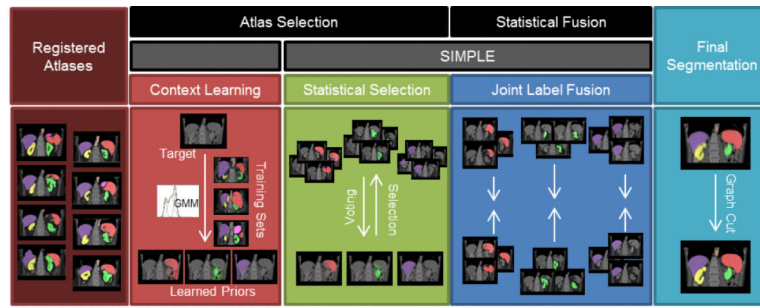 Atlas Selection
Statistical Fusion
Registered
Atlases
SIMPLE
Final
Segmentation
Context Learning
Statistical Selection
Joint Label Fusion
Target
GMM
Training Sets
Learned Priors
Voting
Selection
Graph Cut